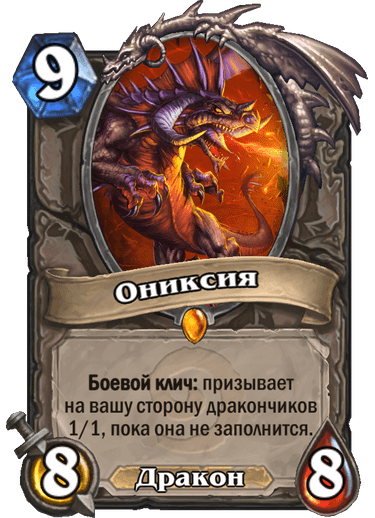 9
Ониксия
Боевой клич: призывает
на вашу сторону дракончиков
1/1, пока она не заполнится.
8
Дракон
8